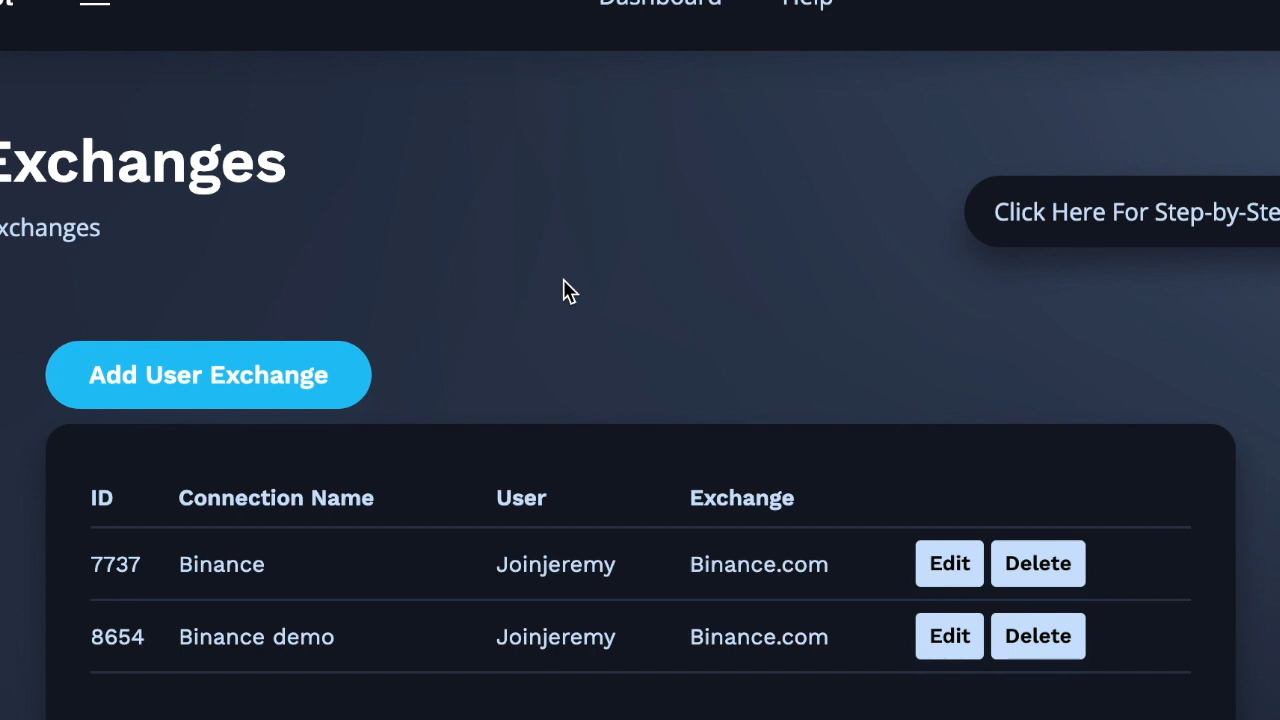 Dashboard Help
Exchanges
xchanges
Click Here For Step-by-Ste
Add User Exchange
ID Connection Name User Exchange
7737 Binance Joinjeremy Binance.com Edit Delete
8654 Binance demo Joinjeremy Binance.com Edit Delete